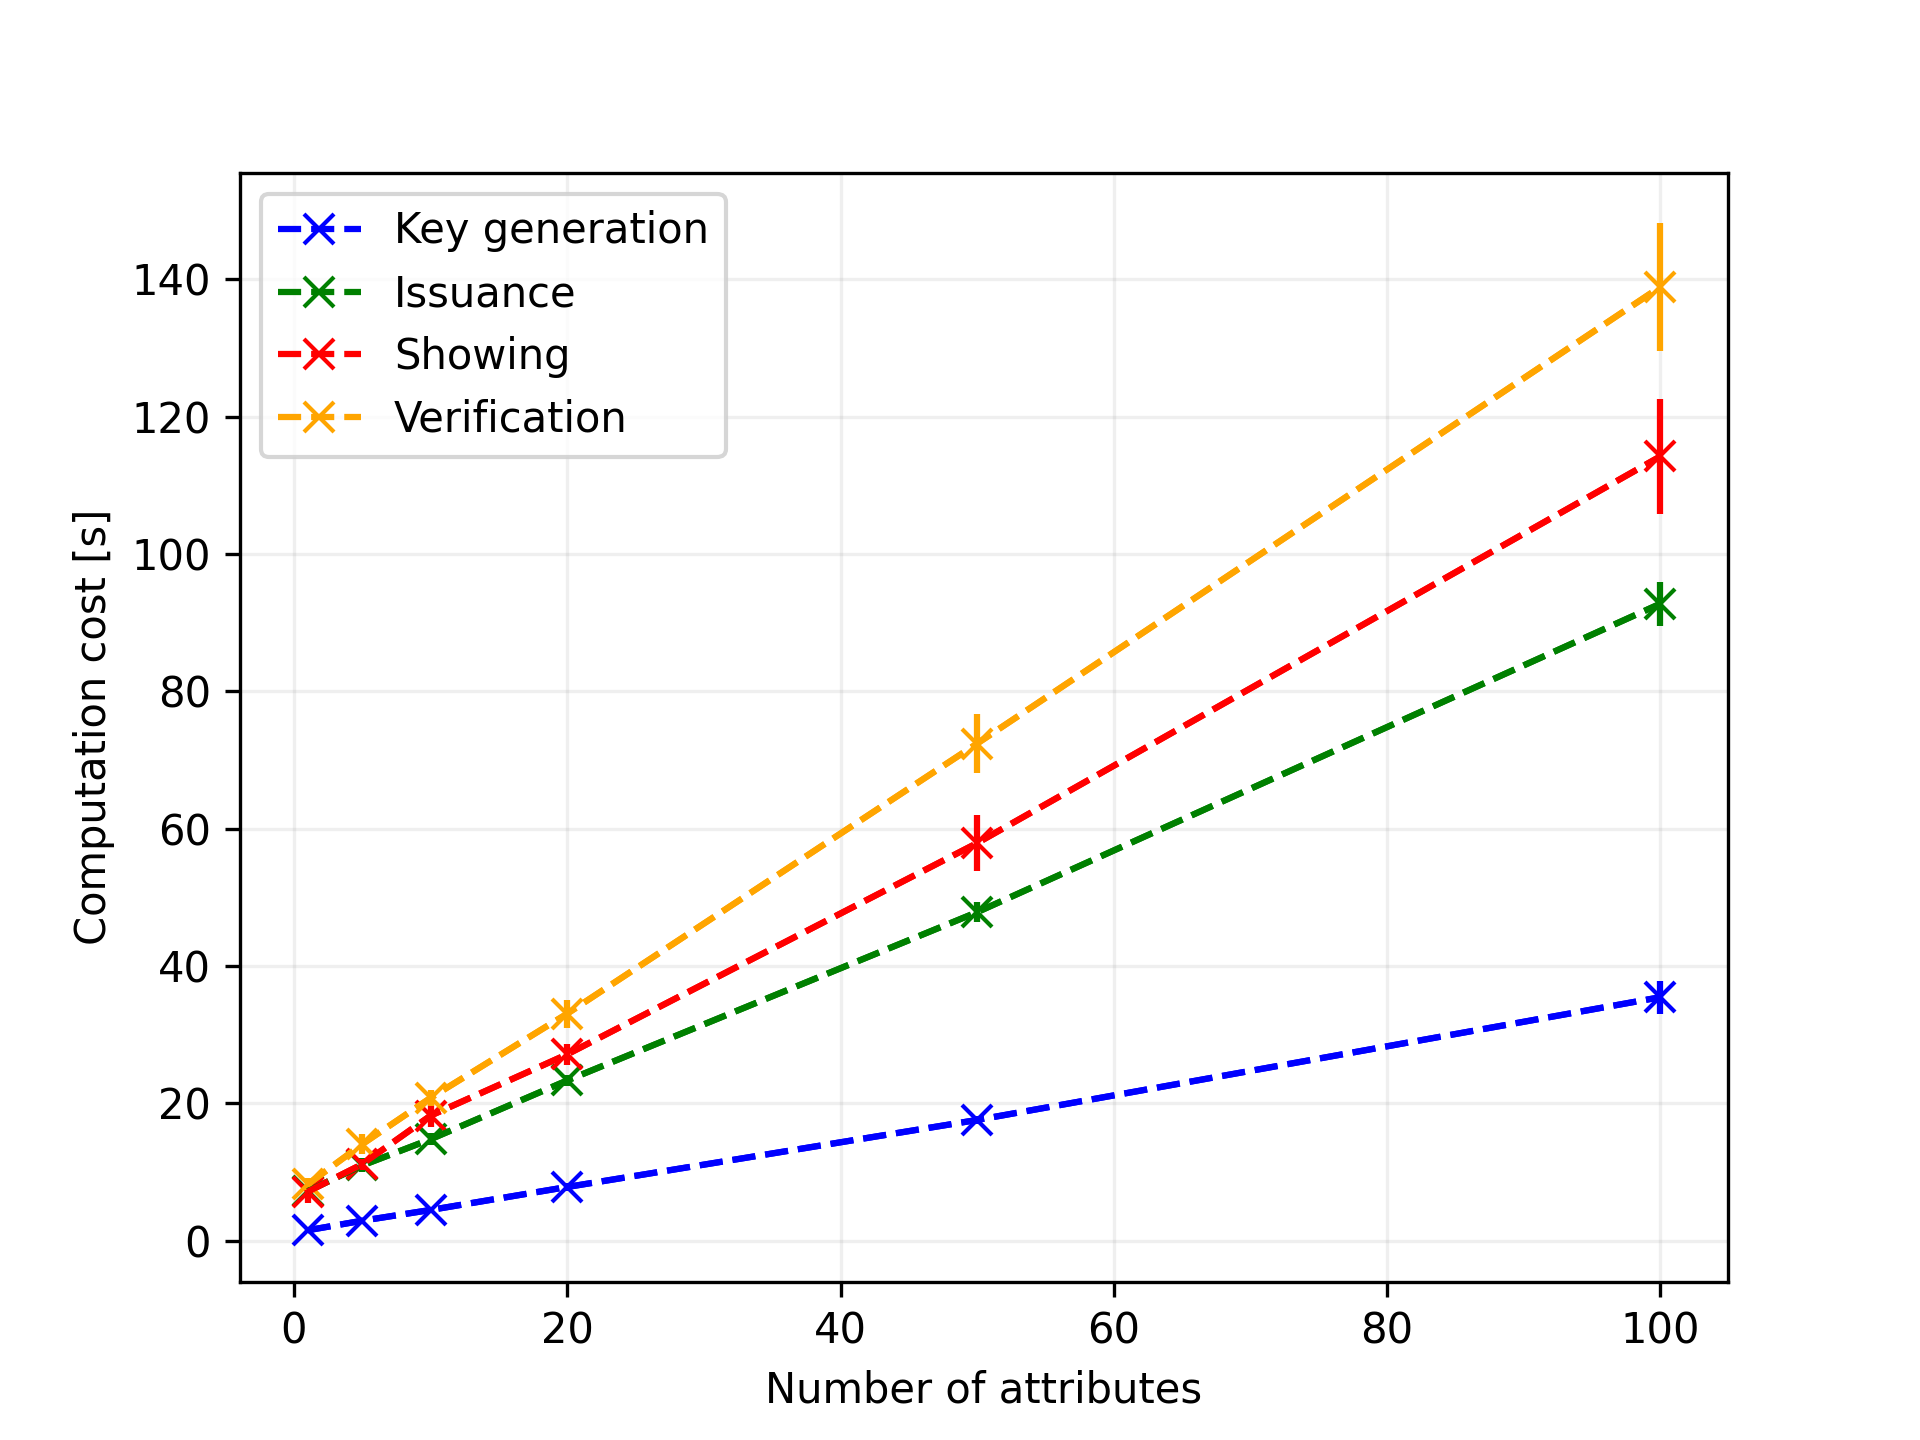 Key generation
Issuance
Showing
Verification
140
120
100
80
60
40
20
0
Computation cost [s]
0 20 40 60 80 100
Number of attributes